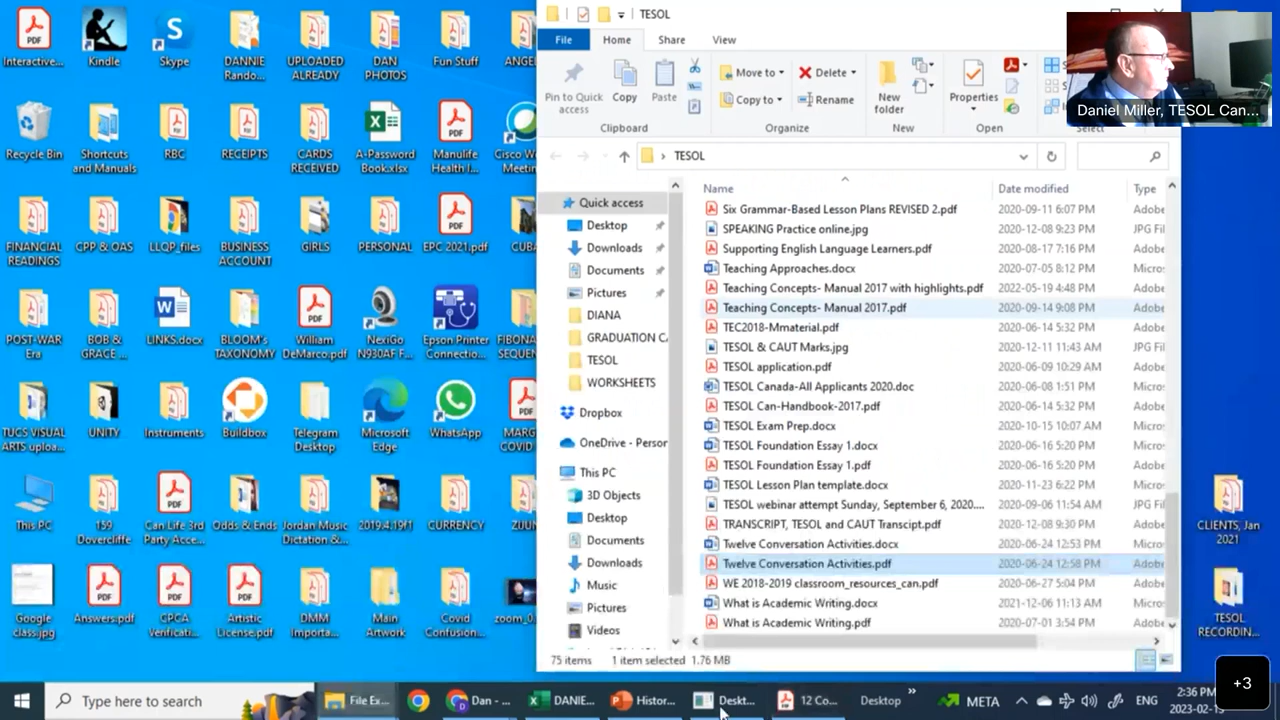 Interactive...
Kindle
Skype
DANNIE Rando...
UPLOADED ALREADY
DAN PHOTOS
Fun Stuff
Recycle Bin
Shortcuts and Manuals
RBC
RECEIPTS
CARDS RECEIVED
A-Password Book.xlsx
Manulife Health I...
FINANCIAL READINGS
CPP & OAS
LLQP_files
BUSINESS ACCOUNT
GIRLS
PERSONAL
EPC 2021.pdf
POST-WAR Era
BOB & GRACE ...
LINKS.docx
BLOOM's TAXONOMY
William DeMarco.pdf
NexiGo N930AF F...
Epson Printer Connectio...
TUCS VISUAL ARTS uploa...
UNITY
Instruments
Buildbox
Telegram Desktop
Microsoft Edge
WhatsApp
This PC
159 Dovercliffe
Can Life 3rd Party Acce...
Odds & Ends
Jordan Music Dictation &...
2019.4.19f1
CURRENCY
Google class.jpg
Answers.pdf
CPCA Verificati...
Artistic License.pdf
DMM Importa...
Main Artwork
Covid Confusion...
zoom_0
TESOL
File Home Share View
Pin to Quick access
Copy
Paste
Clipboard
Move to
Copy to
Delete
Rename
Organize
New folder
New
Properties
Open
Select
Daniel Miller, TESOL Can...
TESOL
Name Date modified Type
Quick access
Desktop
Downloads
Documents
Pictures
DIANA
GRADUATION CA
TESOL
WORKSHEETS
Dropbox
OneDrive - Person
This PC
3D Objects
Desktop
Documents
Downloads
Music
Pictures
Videos
Six Grammar-Based Lesson Plans REVISED 2.pdf 2020-09-11 6:07 PM Adobe
SPEAKING Practice online.jpg 2020-12-08 9:23 PM JPG Fil
Supporting English Language Learners.pdf 2020-08-17 7:16 PM Adobe
Teaching Approaches.docx 2020-07-05 8:12 PM Micros
Teaching Concepts- Manual 2017 with highlights.pdf 2022-05-19 4:48 PM Adobe
Teaching Concepts- Manual 2017.pdf 2020-09-14 9:08 PM Adobe
TEC2018-Mmaterial.pdf 2020-06-14 5:32 PM Adobe
TESOL & CAUT Marks.jpg 2020-12-11 11:43 AM JPG Fil
TESOL application.pdf 2020-06-09 10:29 AM Adobe
TESOL Canada-All Applicants 2020.doc 2020-06-08 1:51 PM Micros
TESOL Can-Handbook-2017.pdf 2020-06-14 5:32 PM Adobe
TESOL Exam Prep.docx 2020-10-15 10:07 AM Micros
TESOL Foundation Essay 1.docx 2020-06-16 5:20 PM Micros
TESOL Foundation Essay 1.pdf 2020-06-16 5:20 PM Adobe
TESOL Lesson Plan template.docx 2020-11-23 6:22 PM Micros
TESOL webinar attempt Sunday, September 6, 2020.... 2020-09-06 11:54 AM JPG Fil
TRANSCRIPT, TESOL and CAUT Transcipt.pdf 2020-12-08 9:30 PM Adobe
Twelve Conversation Activities.docx 2020-06-24 12:53 PM Micros
Twelve Conversation Activities.pdf 2020-06-24 12:58 PM Adobe
WE 2018-2019 classroom_resources_can.pdf 2020-06-27 5:04 PM Adobe
What is Academic Writing.docx 2021-12-06 11:13 AM Micros
What is Academic Writing.pdf 2020-07-01 3:54 PM Adobe
75 items 1 item selected 1.76 MB
CLIENTS, Jan 2021
TESOL RECORDIN...
+3
Type here to search
File Ex...
Dan - ...
DANIE...
Histor...
Deskt...
12 Co...
Desktop
META
ENG
2:36 PM